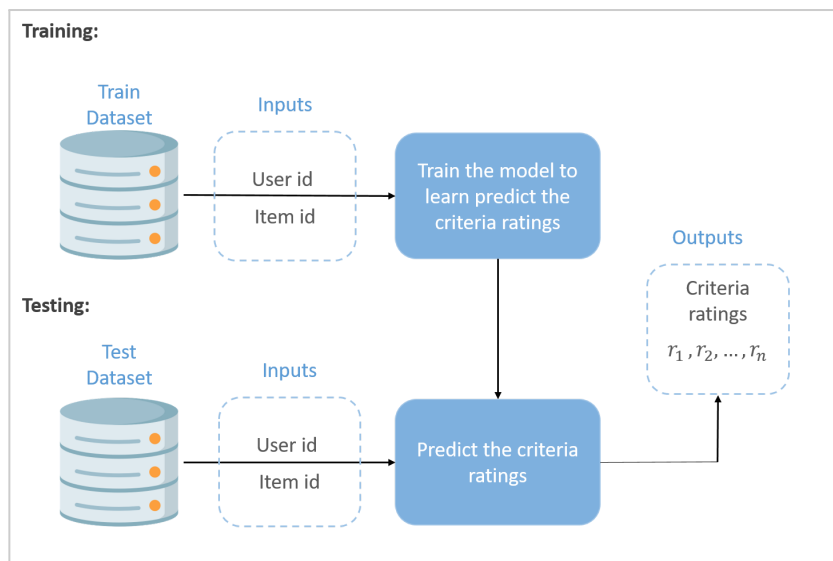 Training:
Train
Dataset
Inputs
User id
Item id
Train the model to
learn predict the
criteria ratings
Outputs
Criteria
ratings
r₁ , r₂, ... , rₙ
Testing:
Test
Dataset
Inputs
User id
Item id
Predict the criteria
ratings